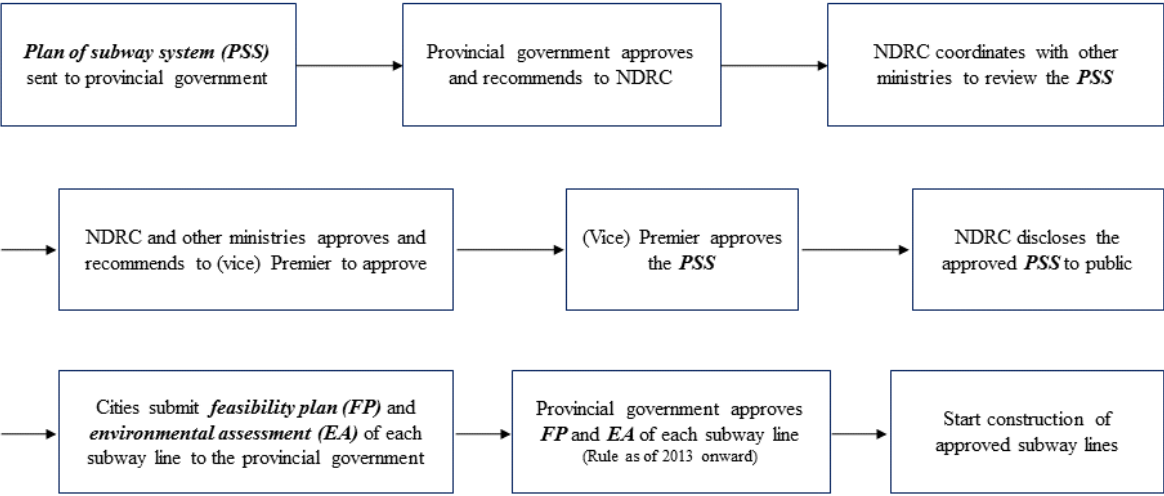 Plan of subway system (PSS)
sent to provincial government
Provincial government approves
and recommends to NDRC
NDRC coordinates with other
ministries to review the PSS
NDRC and other ministries approves and
recommends to (vice) Premier to approve
(Vice) Premier approves
the PSS
NDRC discloses the
approved PSS to public
Cities submit feasibility plan (FP) and
environmental assessment (EA) of each
subway line to the provincial government
Provincial government approves
FP and EA of each subway line
(Rule as of 2013 onward)
Start construction of
approved subway lines